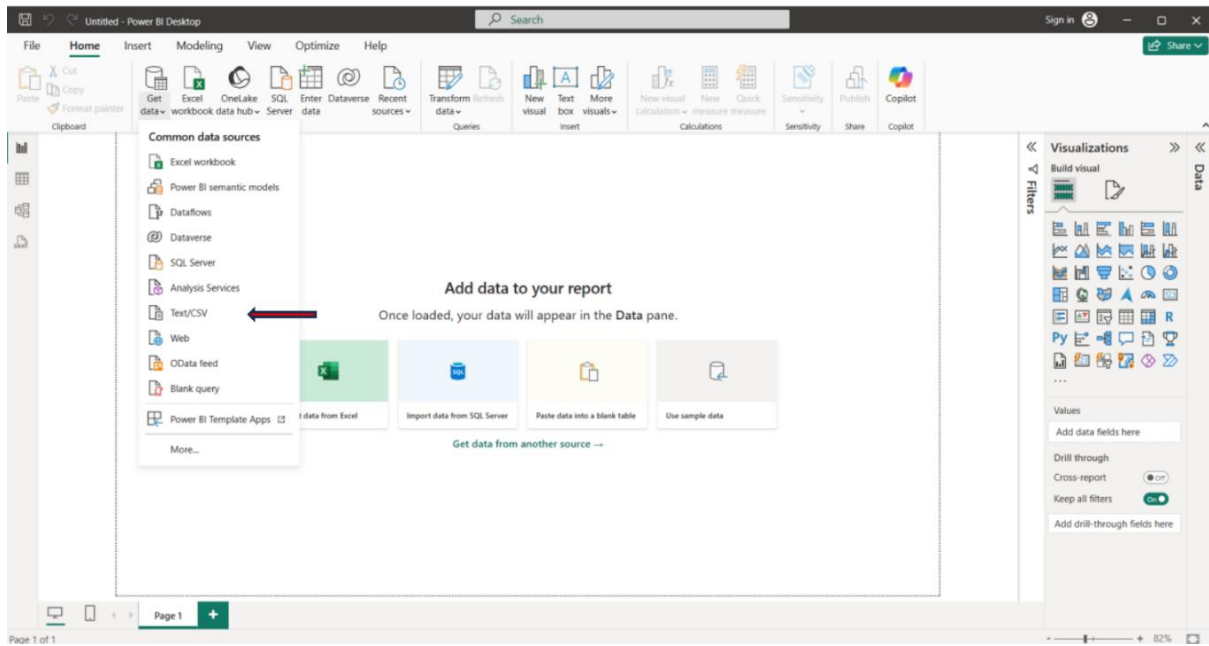 Untitled - Power BI Desktop
Search
Sign in
File Home Insert Modeling View Optimize Help
Share
Paste
Cut
Copy
Format painter
Clipboard
Get data
Excel workbook
OneLake data hub
SQL Server
Enter data
Dataverse
Recent sources
Transform data
Refresh
Queries
New visual
Text box
More visuals
Insert
New visual calculation
New measure
Quick measure
Calculations
Sensitivity
Sensitivity
Publish
Share
Copilot
Copilot
Common data sources
Excel workbook
Power BI semantic models
Dataflows
Dataverse
SQL Server
Analysis Services
Text/CSV
Web
OData feed
Blank query
Power BI Template Apps
More...
Add data to your report
Once loaded, your data will appear in the Data pane.
SQL
t data from Excel
Import data from SQL Server
Paste data into a blank table
Use sample data
Get data from another source →
Filters
Visualizations
Build visual
R
Py
...
Values
Add data fields here
Drill through
Cross-report
Off
Keep all filters
On
Add drill-through fields here
Data
Page 1
Page 1 of 1
- + 82%